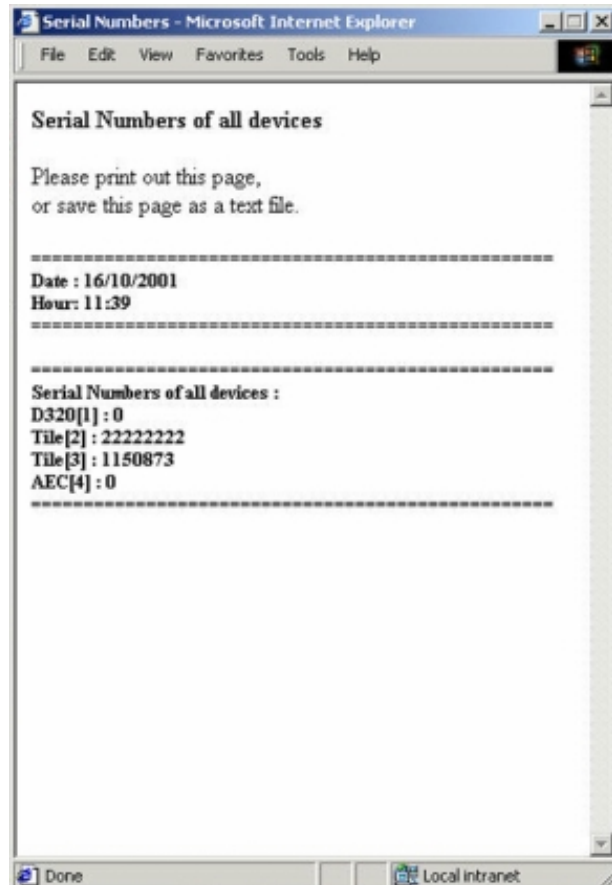 Serial Numbers - Microsoft Internet Explorer
File Edit View Favorites Tools Help
Serial Numbers of all devices
Please print out this page,
or save this page as a text file.
==================================================
Date : 16/10/2001
Hour: 11:39
==================================================
==================================================
Serial Numbers of all devices :
D320[1] : 0
Tile[2] : 22222222
Tile[3] : 1150873
AEC[4] : 0
==================================================
Done Local intranet